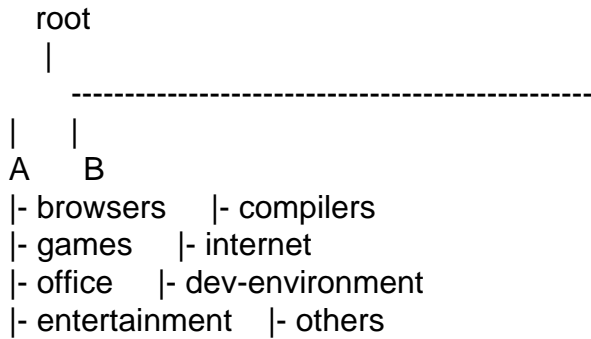 root
|
-------------------------------------------------
| |
A B
|- browsers |- compilers
|- games |- internet
|- office |- dev-environment
|- entertainment |- others